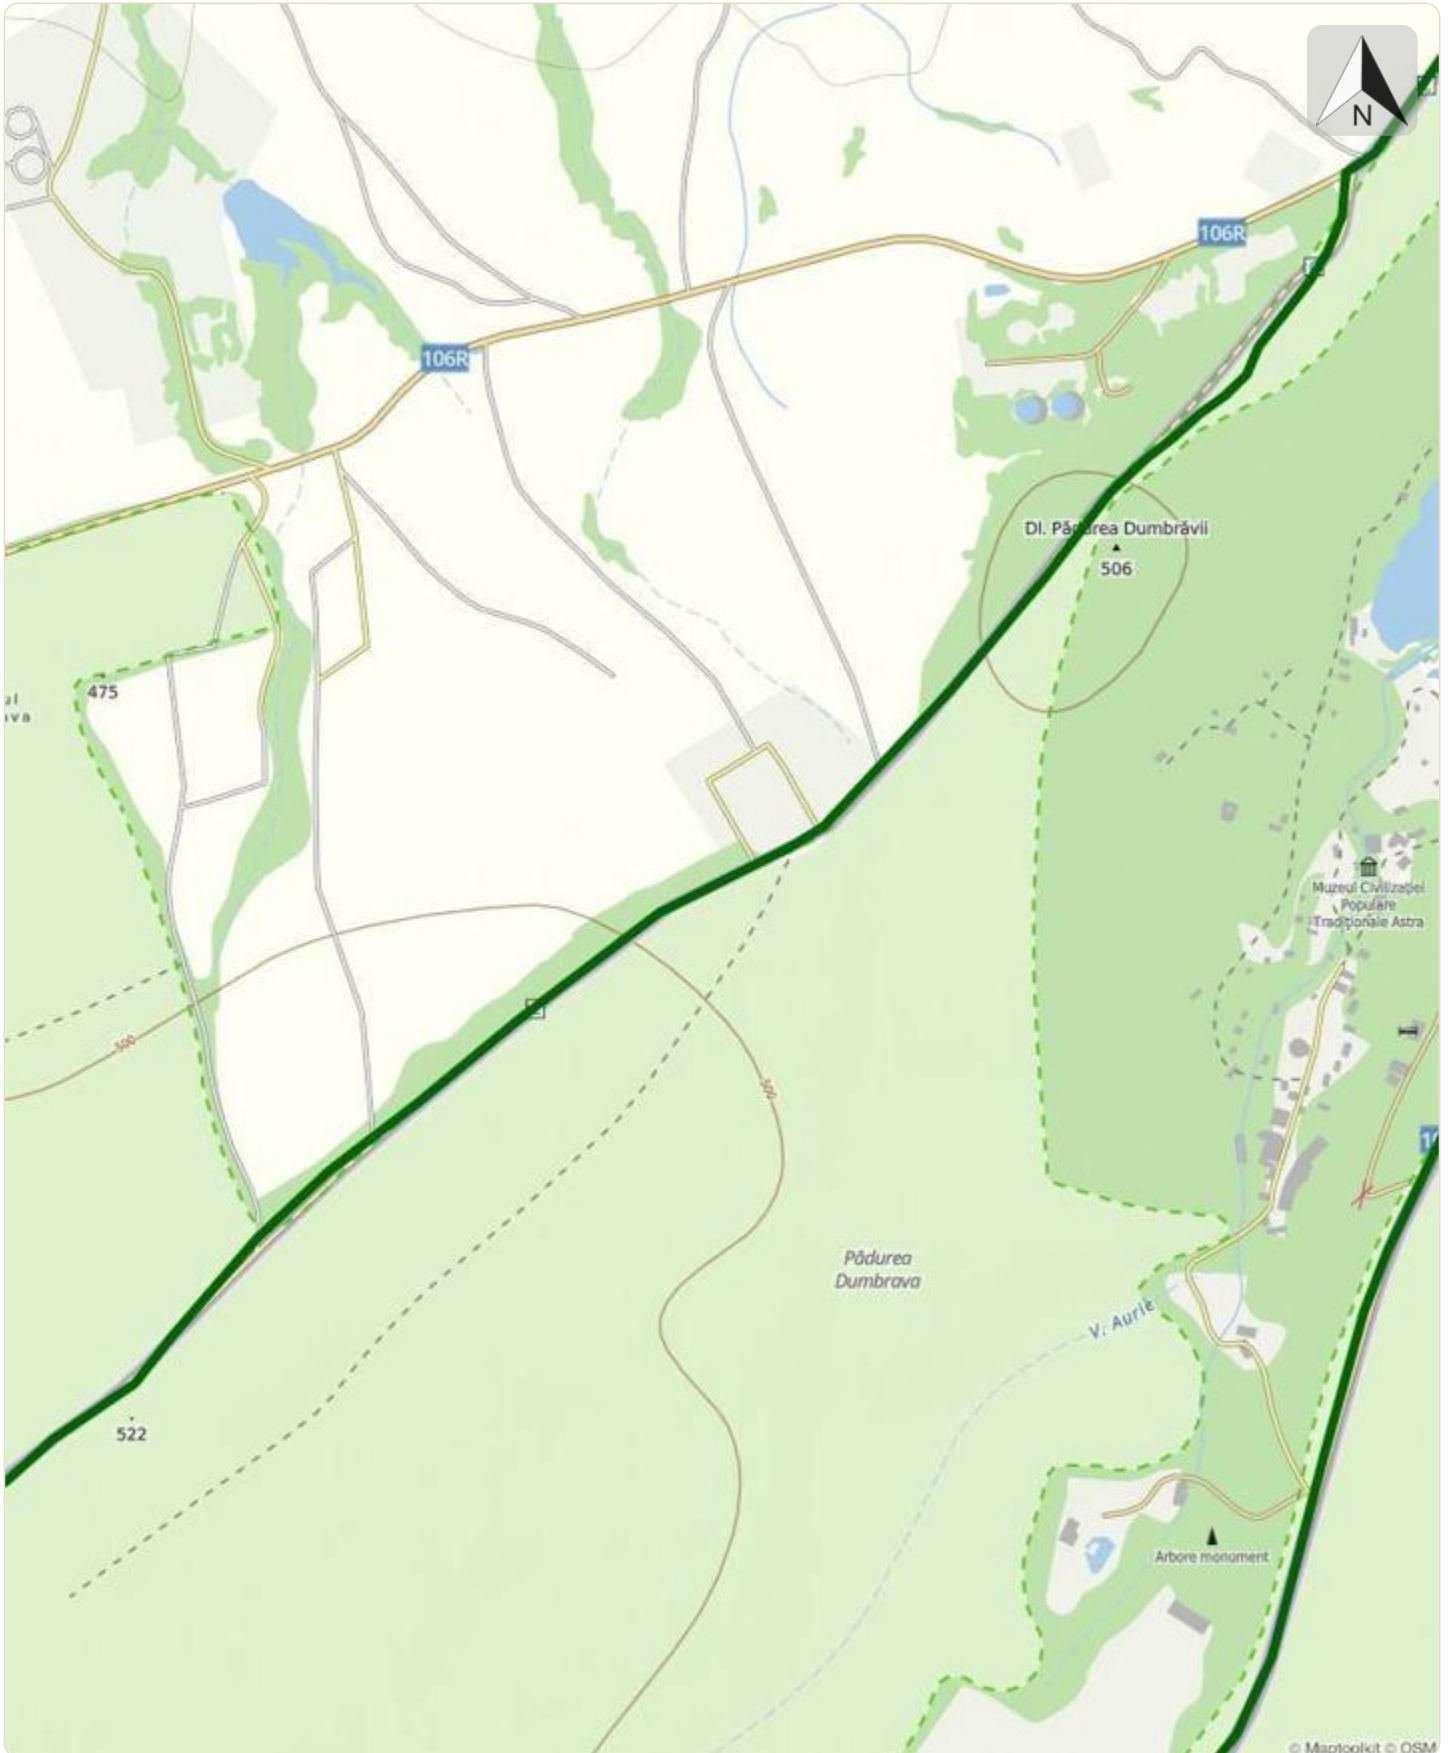 N
106R
106R
Dl. Pădurea Dumbrăvii
506
475
Muzeul Civilizației
Populare
Tradiționale Astra
500
500
Pădurea
Dumbrava
V. Aurie
522
Arbore monument
© Maptoolkit © OSM